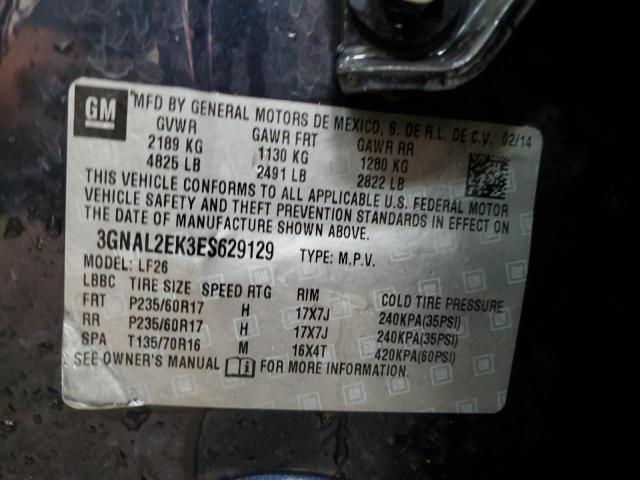 GM
MFD BY GENERAL MOTORS DE MEXICO, S. DE R.L. DE C.V. 02/14
GVWR GAWR FRT GAWR RR
2189 KG 1130 KG 1280 KG
4825 LB 2491 LB 2822 LB
THIS VEHICLE CONFORMS TO ALL APPLICABLE U.S. FEDERAL MOTOR
VEHICLE SAFETY AND THEFT PREVENTION STANDARDS IN EFFECT ON
THE DATE OF MANUFACTURE SHOWN ABOVE.
3GNAL2EK3ES629129 TYPE: M.P.V.
MODEL: LF26
LBBC TIRE SIZE SPEED RTG RIM COLD TIRE PRESSURE
FRT P235/60R17 H 17X7J 240KPA(35PSI)
RR P235/60R17 H 17X7J 240KPA(35PSI)
SPA T135/70R16 M 16X4T 420KPA(60PSI)
SEE OWNER'S MANUAL FOR MORE INFORMATION.